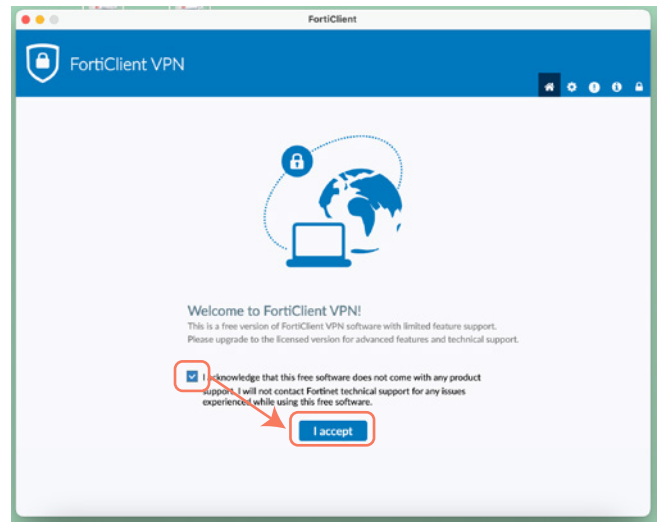 FortiClient
FortiClient VPN
Welcome to FortiClient VPN!
This is a free version of FortiClient VPN software with limited feature support.
Please upgrade to the licensed version for advanced features and technical support.
I acknowledge that this free software does not come with any product
support. I will not contact Fortinet technical support for any issues
experienced while using this free software.
I accept